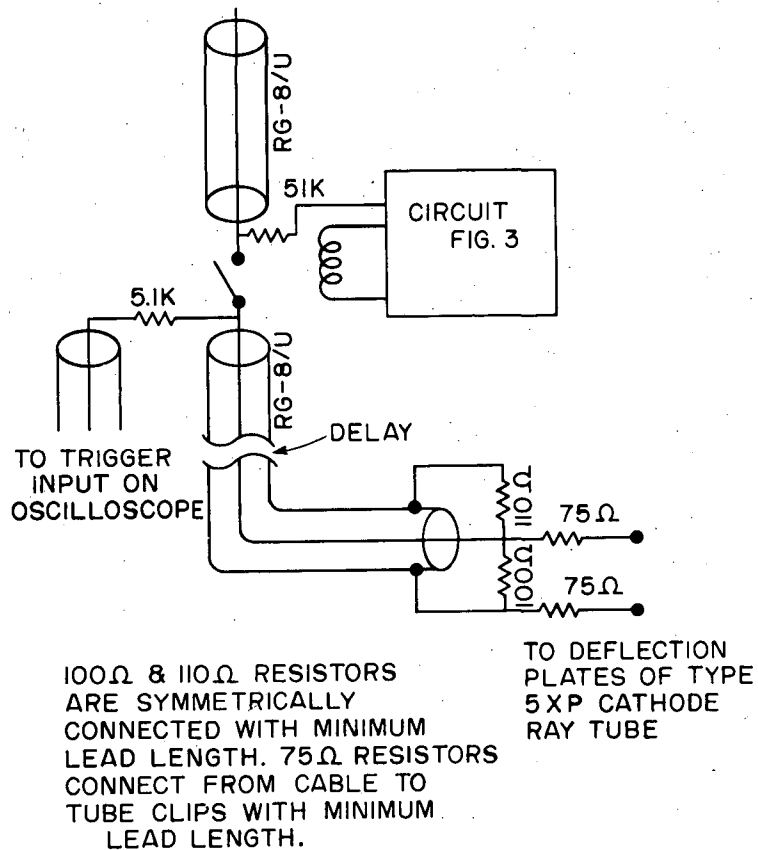 RG-8/U
51K
CIRCUIT
FIG. 3
5.1K
RG-8/U
DELAY
TO TRIGGER
INPUT ON
OSCILLOSCOPE
110Ω
75Ω
100Ω
75Ω
TO DEFLECTION
PLATES OF TYPE
5XP CATHODE
RAY TUBE
100Ω & 110Ω RESISTORS
ARE SYMMETRICALLY
CONNECTED WITH MINIMUM
LEAD LENGTH. 75Ω RESISTORS
CONNECT FROM CABLE TO
TUBE CLIPS WITH MINIMUM
LEAD LENGTH.